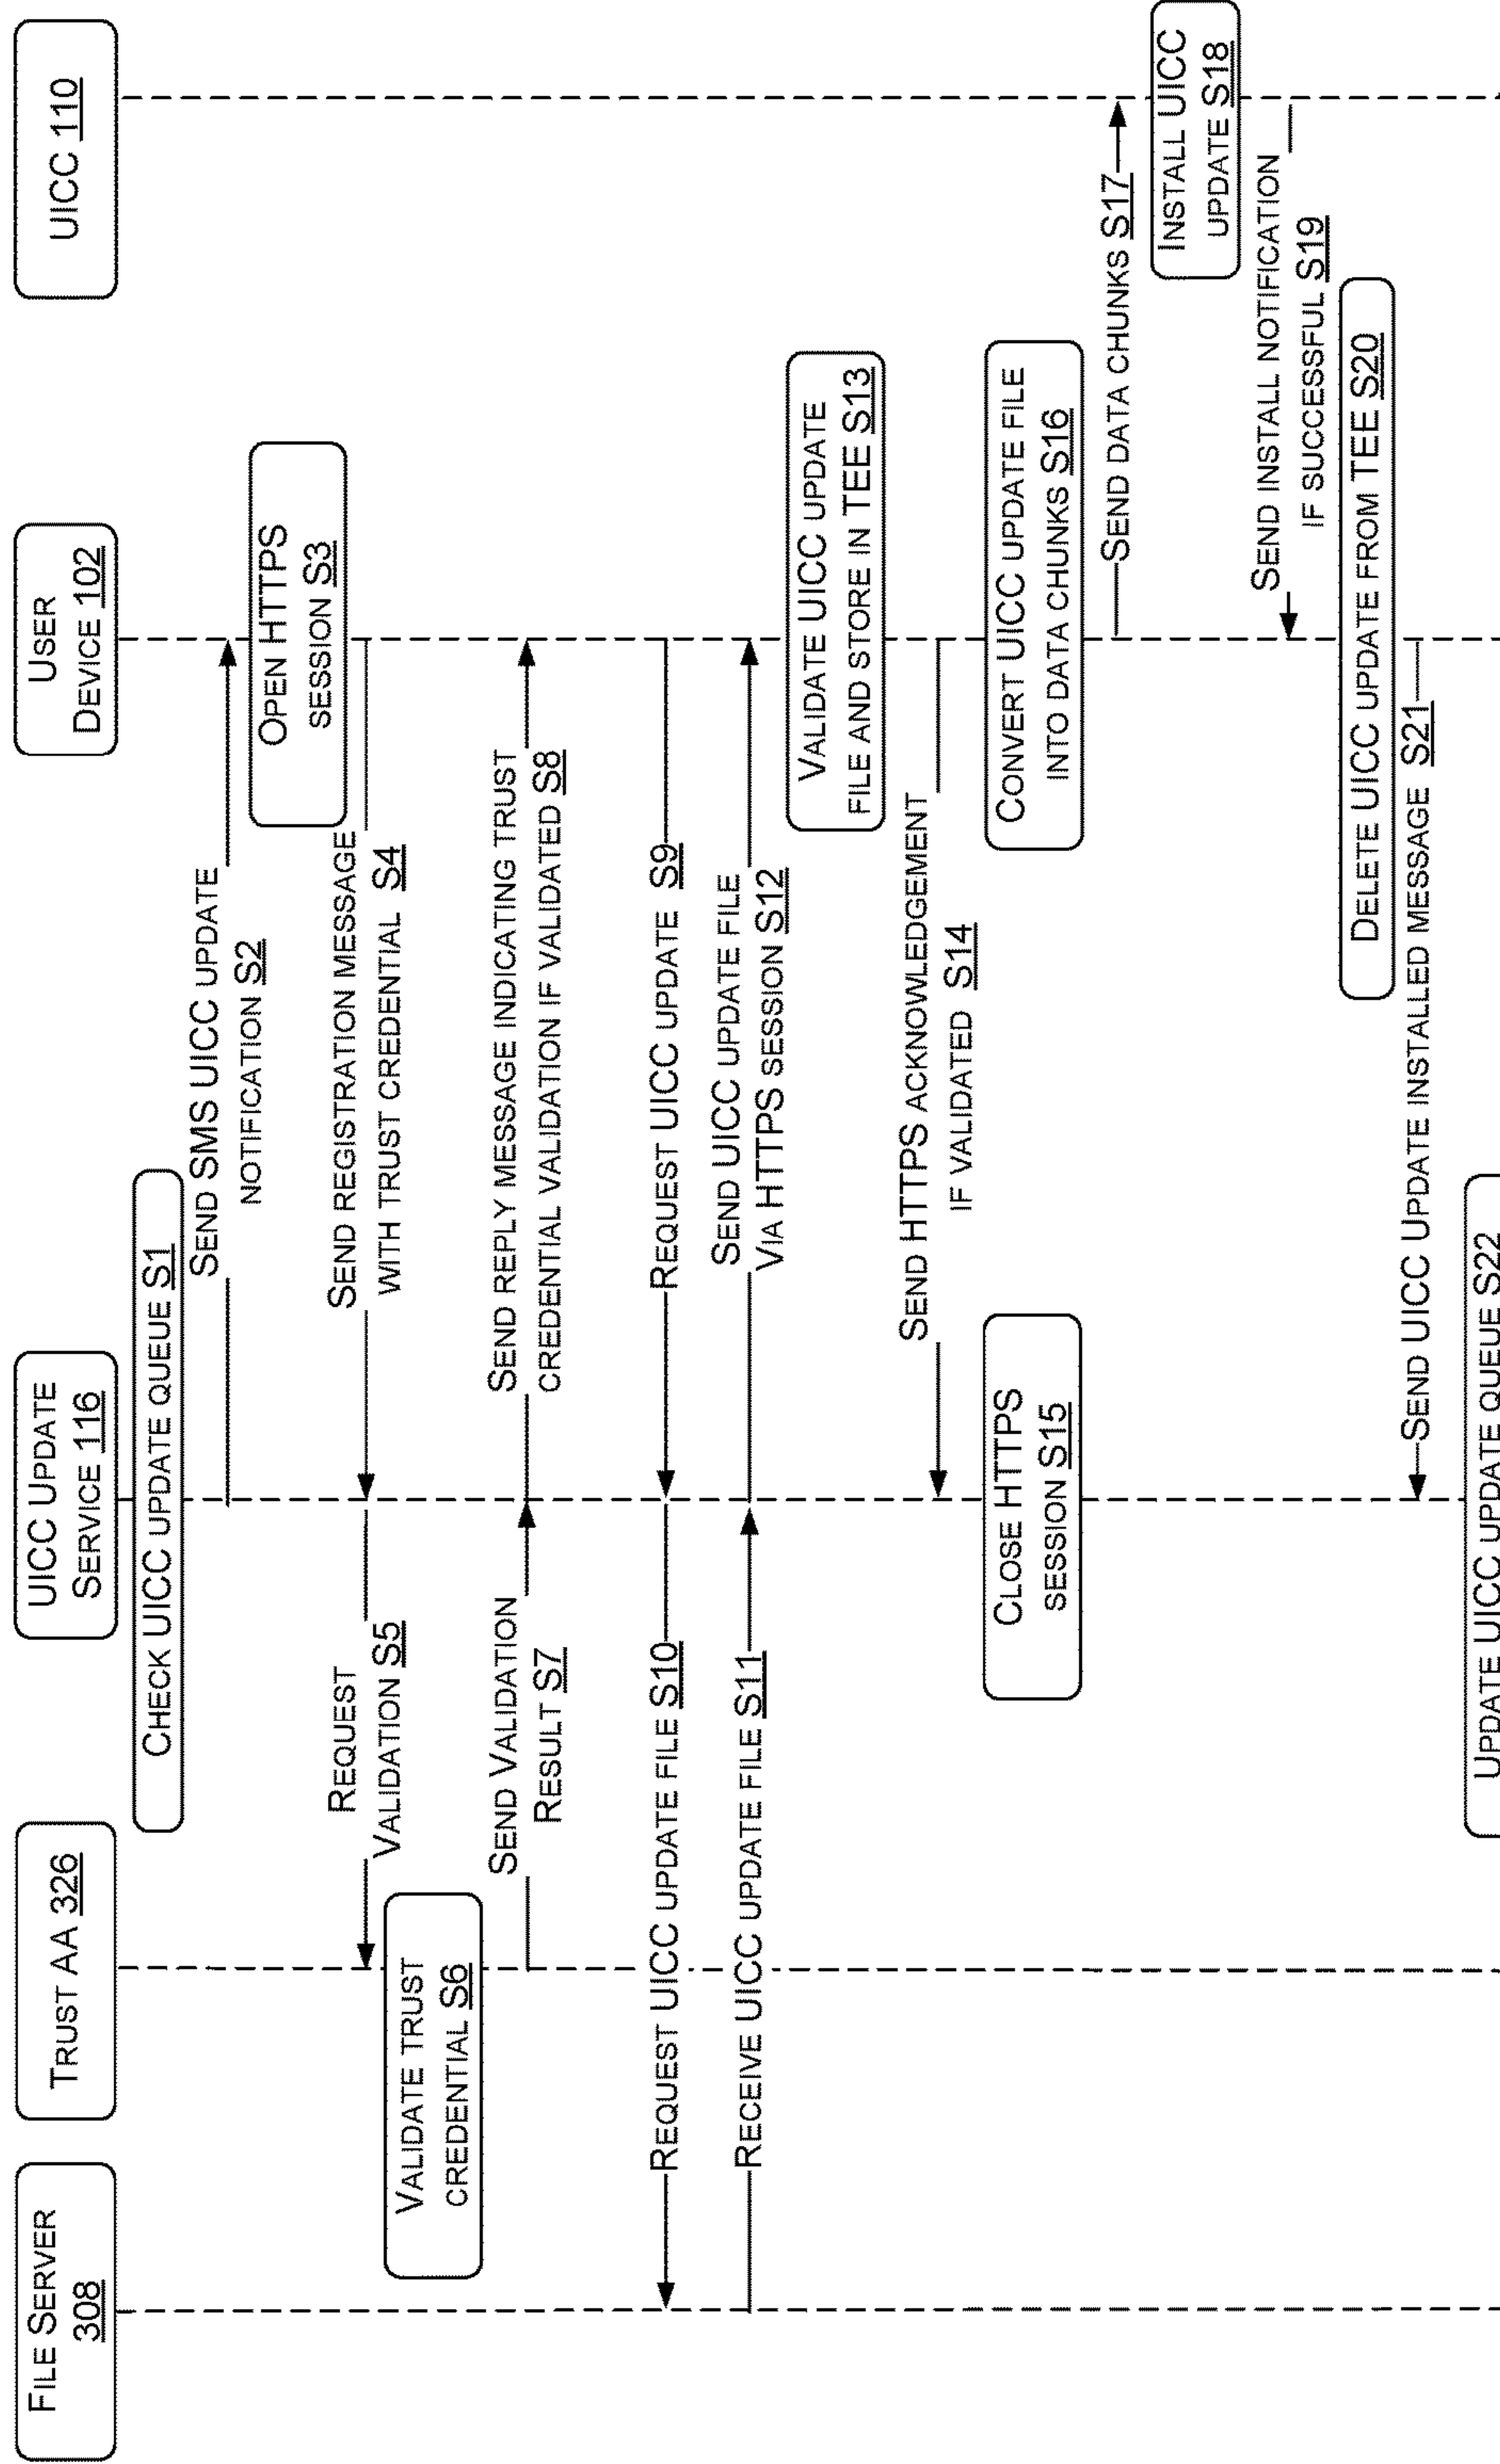 FILE SERVER
308
TRUST AA 326
UICC UPDATE
SERVICE 116
USER
DEVICE 102
UICC 110
CHECK UICC UPDATE QUEUE S1
SEND SMS UICC UPDATE
NOTIFICATION S2
OPEN HTTPS
SESSION S3
SEND REGISTRATION MESSAGE
WITH TRUST CREDENTIAL S4
REQUEST
VALIDATION S5
VALIDATE TRUST
CREDENTIAL S6
SEND VALIDATION
RESULT S7
SEND REPLY MESSAGE INDICATING TRUST
CREDENTIAL VALIDATION IF VALIDATED S8
REQUEST UICC UPDATE S9
REQUEST UICC UPDATE FILE S10
RECEIVE UICC UPDATE FILE S11
SEND UICC UPDATE FILE
VIA HTTPS SESSION S12
VALIDATE UICC UPDATE
FILE AND STORE IN TEE S13
SEND HTTPS ACKNOWLEDGEMENT
IF VALIDATED S14
CLOSE HTTPS
SESSION S15
CONVERT UICC UPDATE FILE
INTO DATA CHUNKS S16
SEND DATA CHUNKS S17
INSTALL UICC
UPDATE S18
SEND INSTALL NOTIFICATION
IF SUCCESSFUL S19
DELETE UICC UPDATE FROM TEE S20
SEND UICC UPDATE INSTALLED MESSAGE S21
UPDATE UICC UPDATE QUEUE S22